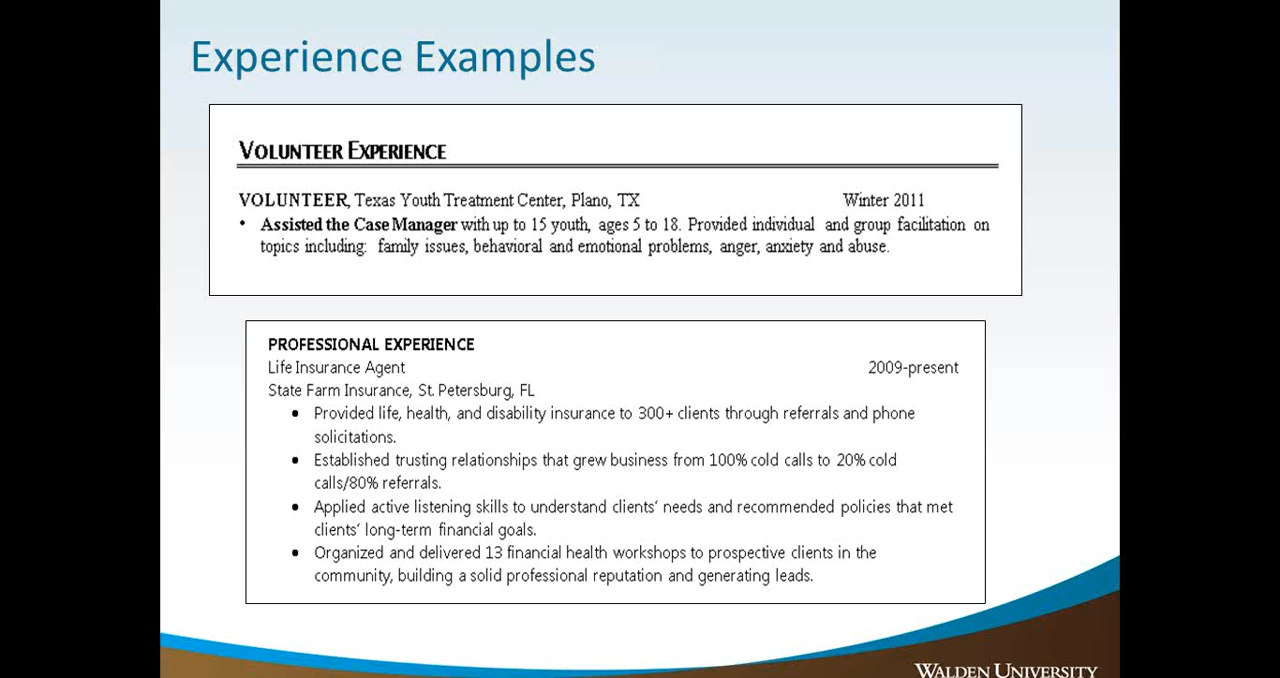 Experience Examples
VOLUNTEER EXPERIENCE
VOLUNTEER, Texas Youth Treatment Center, Plano, TX Winter 2011
• Assisted the Case Manager with up to 15 youth, ages 5 to 18. Provided individual and group facilitation on
topics including: family issues, behavioral and emotional problems, anger, anxiety and abuse.
PROFESSIONAL EXPERIENCE
Life Insurance Agent 2009-present
State Farm Insurance, St. Petersburg, FL
• Provided life, health, and disability insurance to 300+ clients through referrals and phone
solicitations.
• Established trusting relationships that grew business from 100% cold calls to 20% cold
calls/80% referrals.
• Applied active listening skills to understand clients’ needs and recommended policies that met
clients’ long-term financial goals.
• Organized and delivered 13 financial health workshops to prospective clients in the
community, building a solid professional reputation and generating leads.
WALDEN UNIVERSITY